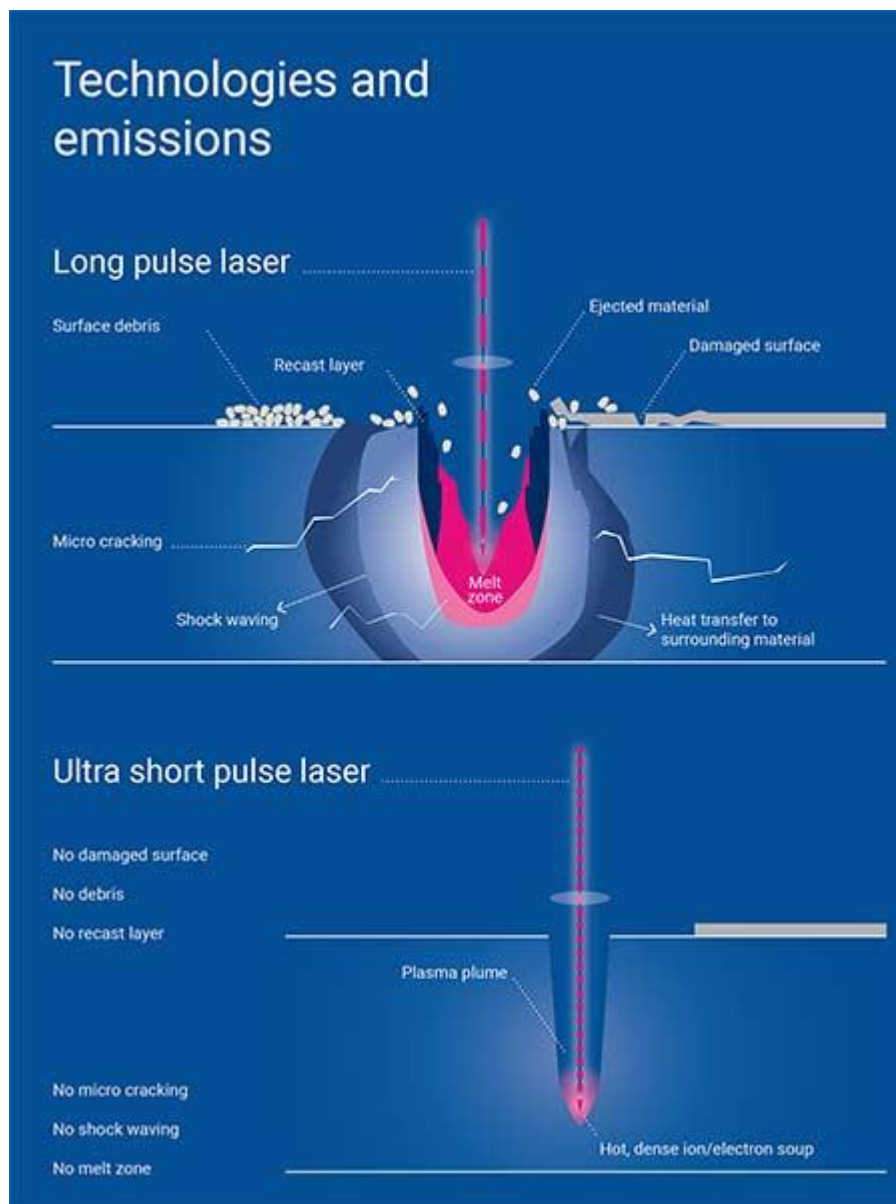 Technologies and
emissions
Long pulse laser
Ejected material
Surface debris
Damaged surface
Recast layer
Micro cracking
Melt
zone
Shock waving
Heat transfer to
surrounding material
Ultra short pulse laser
No damaged surface
No debris
No recast layer
Plasma plume
No micro cracking
No shock waving
Hot, dense ion/electron soup
No melt zone